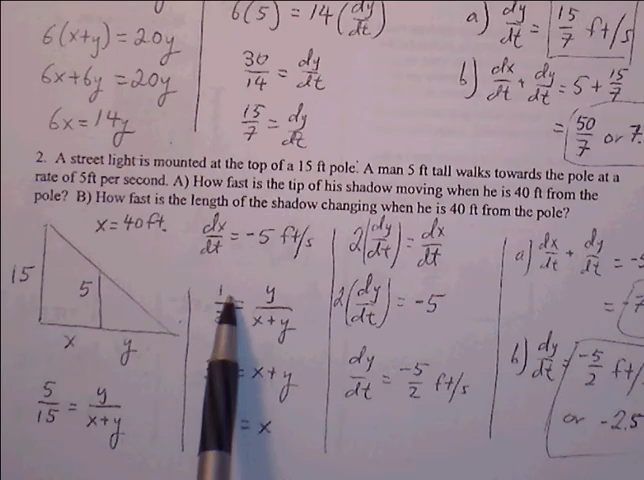 6(x+y) = 20y
6x+6y = 20y
6x = 14y
6(5) = 14(dy/dt)
30/14 = dy/dt
15/7 = dy/dt
a) dy/dt = 15/7 ft/s
b) dx/dt + dy/dt = 5 + 15/7
= 50/7 or 7.
2. A street light is mounted at the top of a 15 ft pole. A man 5 ft tall walks towards the pole at a
rate of 5ft per second. A) How fast is the tip of his shadow moving when he is 40 ft from the
pole? B) How fast is the length of the shadow changing when he is 40 ft from the pole?
x = 40 ft.
15
5
x
y
5/15 = y/(x+y)
dx/dt = -5 ft/s
= y/(x+y)
= x+y
= x
2(dy/dt) = dx/dt
2(dy/dt) = -5
dy/dt = -5/2 ft/s
a) dx/dt + dy/dt = -5
= -7
b) dy/dt = -5/2 ft/
or -2.5